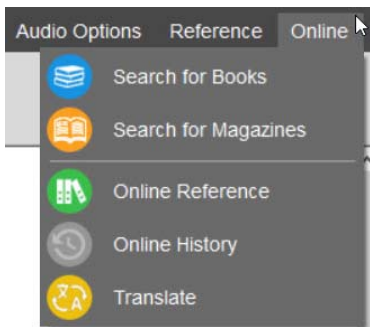 Audio Options Reference Online
Search for Books
Search for Magazines
Online Reference
Online History
Translate